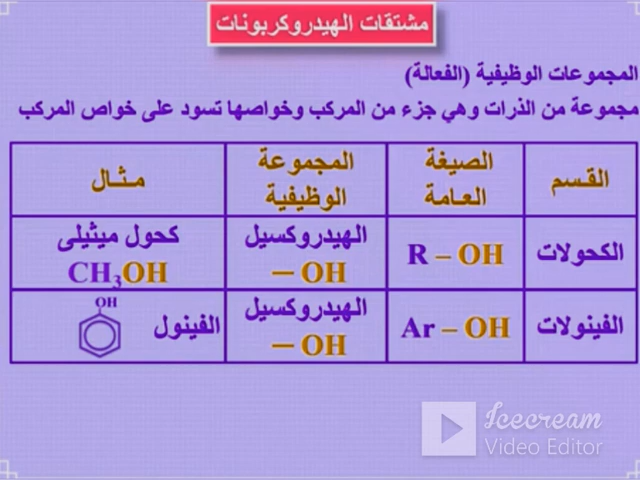 مشتقات الهيدروكربونات
المجموعات الوظيفية (الفعالة)
مجموعة من الذرات وهي جزء من المركب وخواصها تسود على خواص المركب
القسم
الصيغة العامة
المجموعة الوظيفية
مثال
الكحولات
R – OH
الهيدروكسيل
– OH
كحول ميثيلى
CH₃OH
الفينولات
Ar – OH
الهيدروكسيل
– OH
الفينول
OH
Icecream
Video Editor